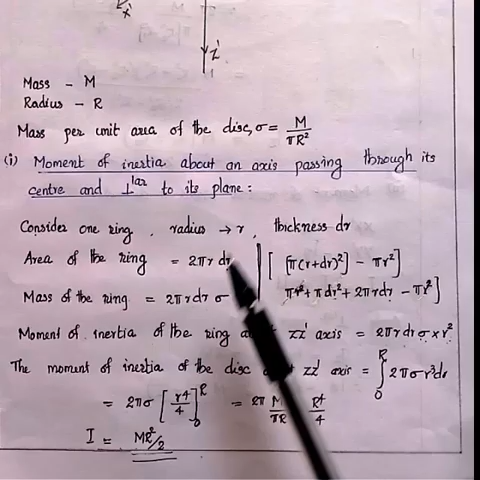 x'
z'
Mass - M
Radius - R
Mass per unit area of the disc, σ = M/πR²
(i) Moment of inertia about an axis passing through its
centre and ⊥lar to its plane:
Consider one ring, radius → r, thickness dr
Area of the ring = 2πr dr [ [π(r+dr)²] - πr² ]
Mass of the ring = 2πr dr σ πr² + πdr² + 2πrdr - πr² ]
Moment of inertia of the ring zz' axis = 2πr dr σ × r²
The moment of inertia of the disc zz' axis = ∫₀ᴿ 2πσ r³dr
= 2πσ [r⁴/4]₀ᴿ = 2π M/πR R⁴/4
I = MR²/2